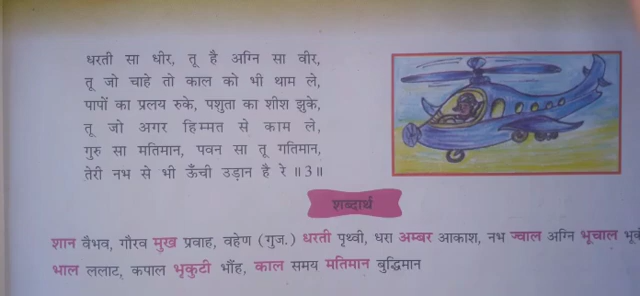 धरती सा धीर, तू है अग्नि सा वीर,
तू जो चाहे तो काल को भी थाम ले,
पापों का प्रलय रुके, पशुता का शीश झुके,
तू जो अगर हिम्मत से काम ले,
गुरु सा मतिमान, पवन सा तू गतिमान,
तेरी नभ से भी ऊँची उड़ान है रे ॥3॥
शब्दार्थ
शान वैभव, गौरव मुख प्रवाह, वहेण (गुज.) धरती पृथ्वी, धरा अम्बर आकाश, नभ ज्वाल अग्नि भूचाल
भाल ललाट, कपाल भृकुटी भौंह, काल समय मतिमान बुद्धिमान